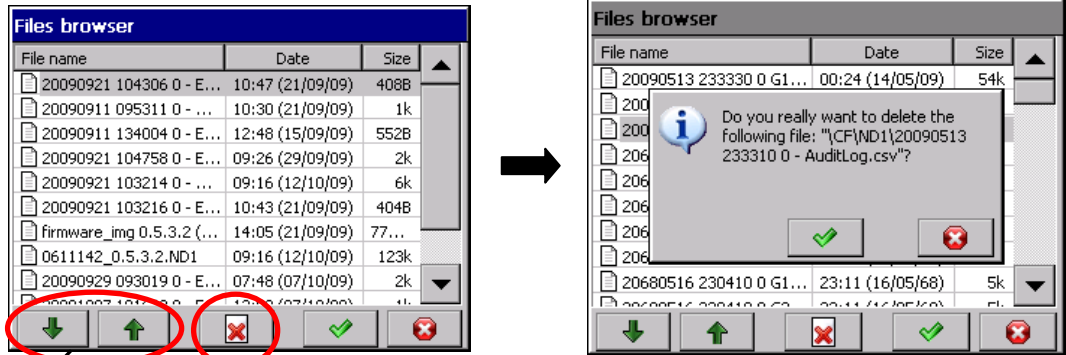 Files browser
File name Date Size
20090921 104306 0 - E... 10:47 (21/09/09) 408B
20090911 095311 0 - ... 10:30 (21/09/09) 1k
20090911 134004 0 - E... 12:48 (15/09/09) 552B
20090921 104758 0 - E... 09:26 (29/09/09) 2k
20090921 103214 0 - ... 09:16 (12/10/09) 6k
20090921 103216 0 - E... 10:43 (21/09/09) 404B
firmware_img 0.5.3.2 (... 14:05 (21/09/09) 77...
0611142_0.5.3.2.ND1 09:16 (12/10/09) 123k
20090929 093019 0 - E... 07:48 (07/10/09) 2k
Files browser
File name Date Size
20090513 233330 0 G1... 00:24 (14/05/09) 54k
200
200
206
206
206
206
206
Do you really want to delete the
following file: "\CF\ND1\20090513
233310 0 - AuditLog.csv"?
20680516 230410 0 G1... 23:11 (16/05/68) 5k